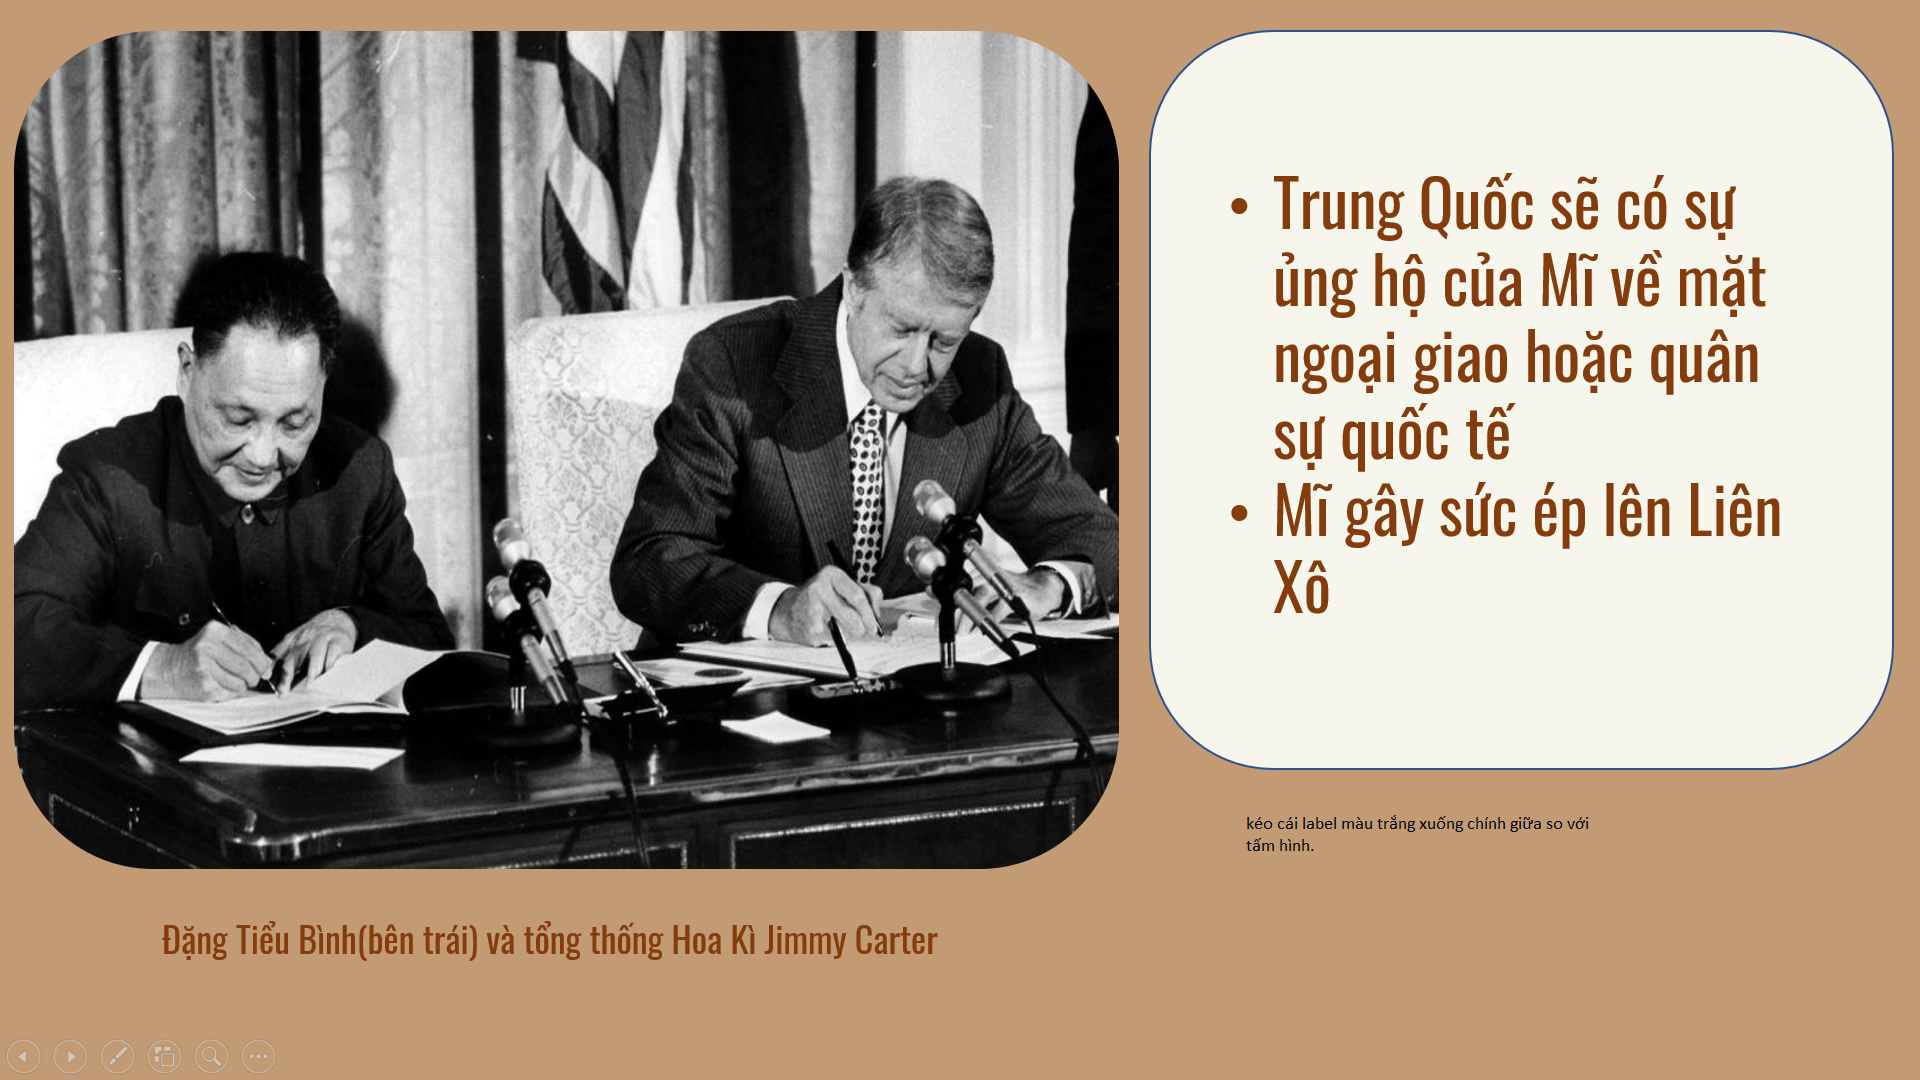 • Trung Quốc sẽ có sự
ủng hộ của Mĩ về mặt
ngoại giao hoặc quân
sự quốc tế
• Mĩ gây sức ép lên Liên
Xô
kéo cái label màu trắng xuống chính giữa so với
tấm hình.
Đặng Tiểu Bình(bên trái) và tổng thống Hoa Kì Jimmy Carter